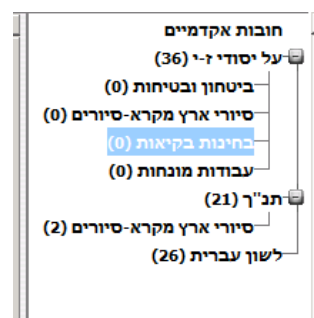 חובות אקדמיים
על יסודי ז-י (36)
ביטחון ובטיחות (0)
סיורי ארץ מקרא-סיורים (0)
בחינות בקיאות (0)
עבודות מונחות (0)
תנ"ך (21)
סיורי ארץ מקרא-סיורים (2)
לשון עברית (26)